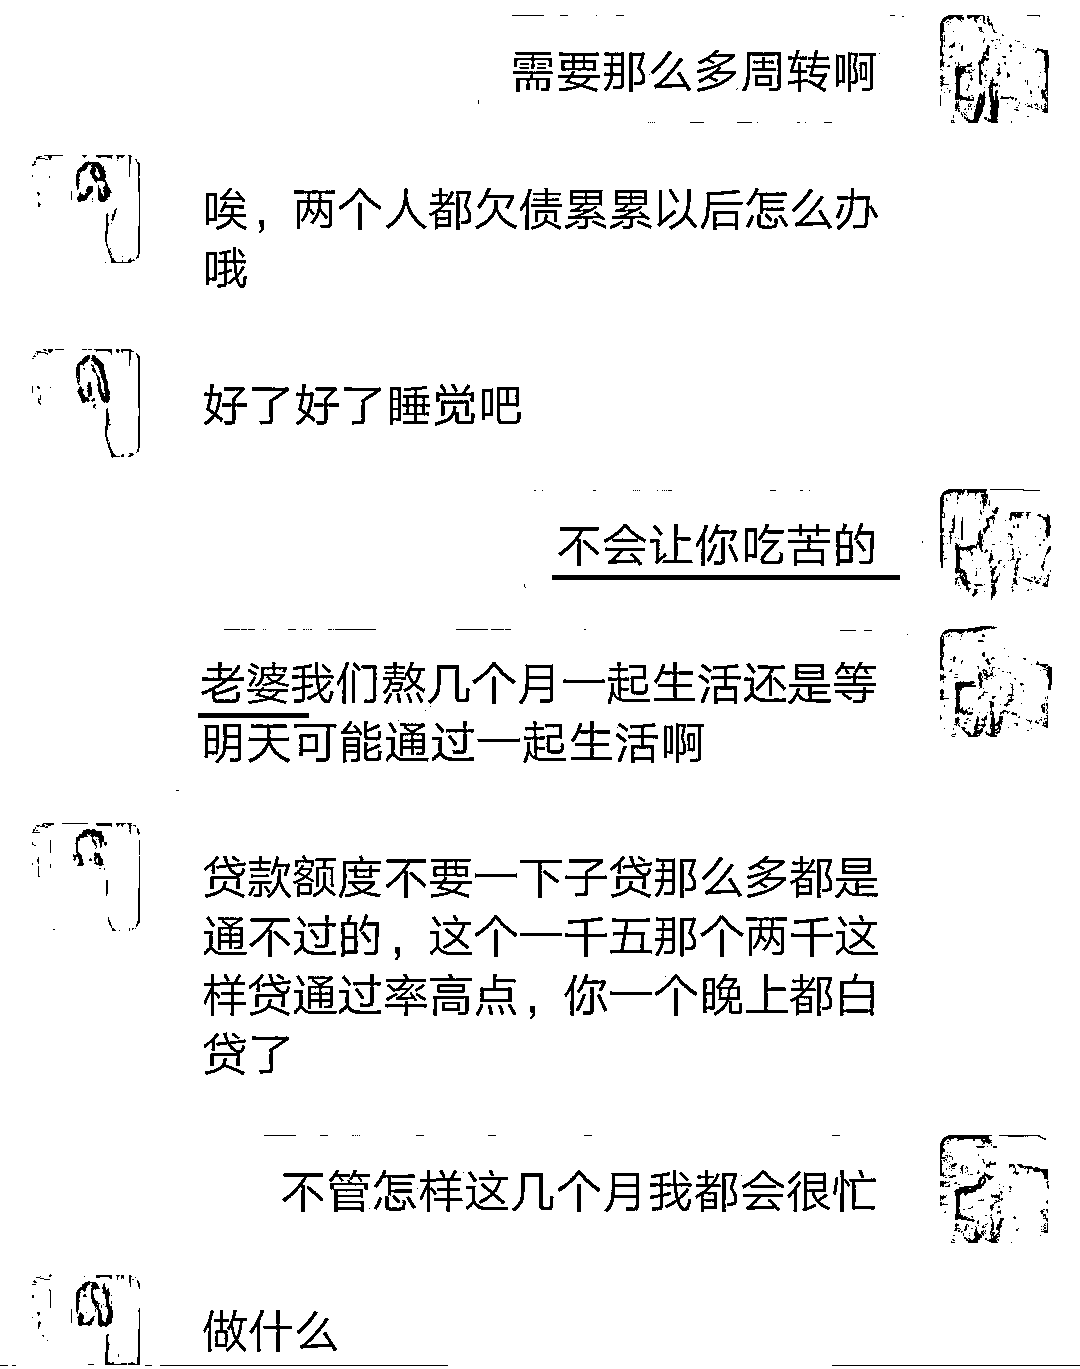 需要那么多周转啊
唉，两个人都欠债累累以后怎么办
哦
好了好了睡觉吧
不会让你吃苦的
老婆我们熬几个月一起生活还是等
明天可能通过一起生活啊
贷款额度不要一下子贷那么多都是
通不过的，这个一千五那个两千这
样贷通过率高点，你一个晚上都白
贷了
不管怎样这几个月我都会很忙
做什么